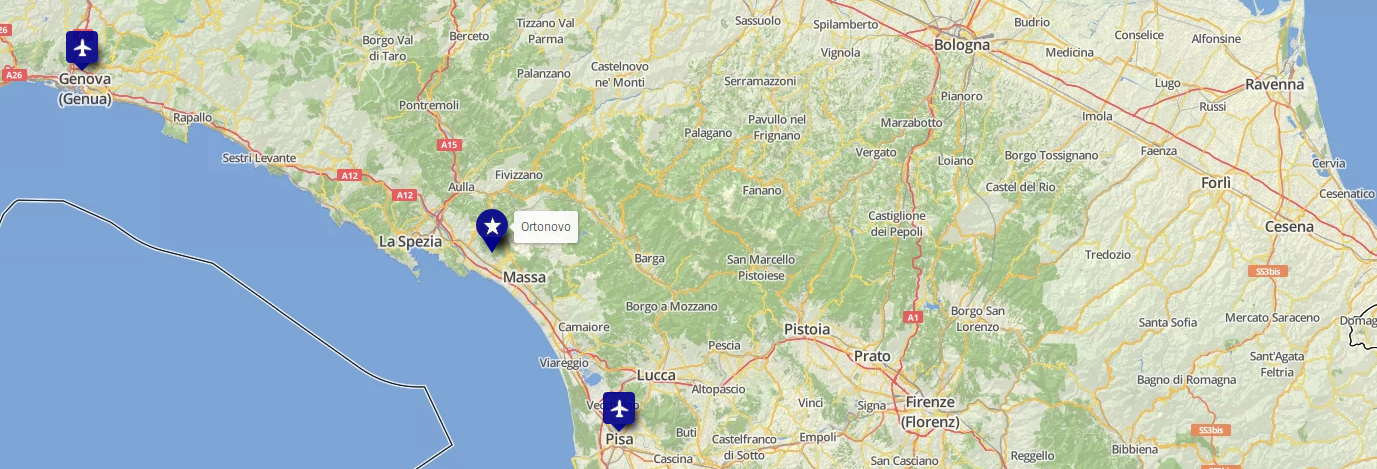 Sassuolo
Spilamberto
Budrio
Conselice
Alfonsine
Tizzano Val
Parma
Berceto
Borgo Val
di Taro
Bologna
Medicina
Vignola
A26
Genova
(Genua)
Palanzano
Castelnovo
ne' Monti
Serramazzoni
Lugo
Ravenna
Pianoro
Russi
Pontremoli
Rapallo
Palagano
Pavullo nel
Frignano
Marzabotto
Imola
A15
Sestri Levante
Vergato
Loiano
Borgo Tossignano
Faenza
Cervia
A12
Fivizzano
Aulla
A12
Fanano
Castel del Rio
Forlì
Cesenatico
Ortonovo
Castiglione
dei Pepoli
Cesena
La Spezia
Barga
San Marcello
Pistoiese
Tredozio
SS3bis
Massa
Borgo a Mozzano
Borgo San
Lorenzo
A1
Santa Sofia
Mercato Saraceno
Camaiore
Pistoia
Pescia
Prato
Viareggio
Sant'Agata
Feltria
Lucca
Altopascio
Bagno di Romagna
Vinci
Signa
Firenze
(Florenz)
Pisa
Buti
Castelfranco
di Sotto
Empoli
SS3bis
Bibbiena
Cascina
San Casciano
Reggello